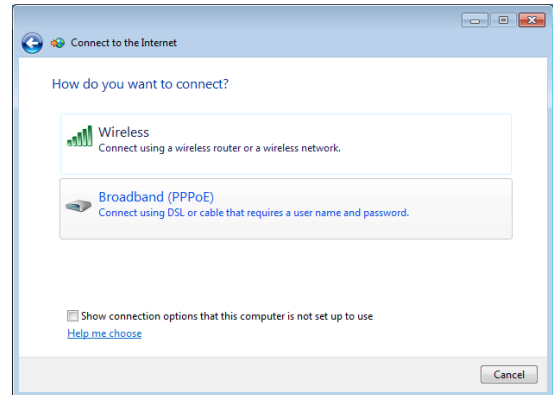 Connect to the Internet
How do you want to connect?
Wireless
Connect using a wireless router or a wireless network.
Broadband (PPPoE)
Connect using DSL or cable that requires a user name and password.
Show connection options that this computer is not set up to use
Help me choose
Cancel